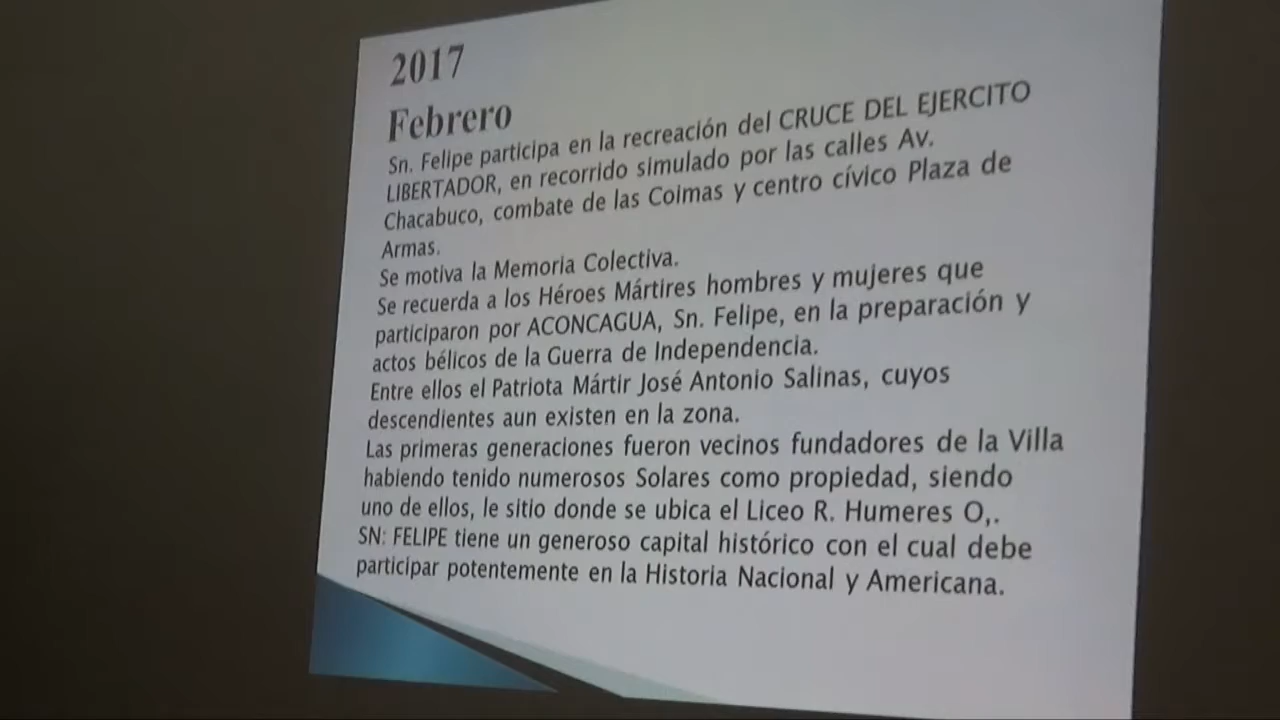 2017
Febrero
Sn. Felipe participa en la recreación del CRUCE DEL EJERCITO
LIBERTADOR, en recorrido simulado por las calles Av.
Chacabuco, combate de las Coimas y centro cívico Plaza de
Armas.
Se motiva la Memoria Colectiva.
Se recuerda a los Héroes Mártires hombres y mujeres que
participaron por ACONCAGUA, Sn. Felipe, en la preparación y
actos bélicos de la Guerra de Independencia.
Entre ellos el Patriota Mártir José Antonio Salinas, cuyos
descendientes aun existen en la zona.
Las primeras generaciones fueron vecinos fundadores de la Villa
habiendo tenido numerosos Solares como propiedad, siendo
uno de ellos, le sitio donde se ubica el Liceo R. Humeres O,.
SN: FELIPE tiene un generoso capital histórico con el cual debe
participar potentemente en la Historia Nacional y Americana.